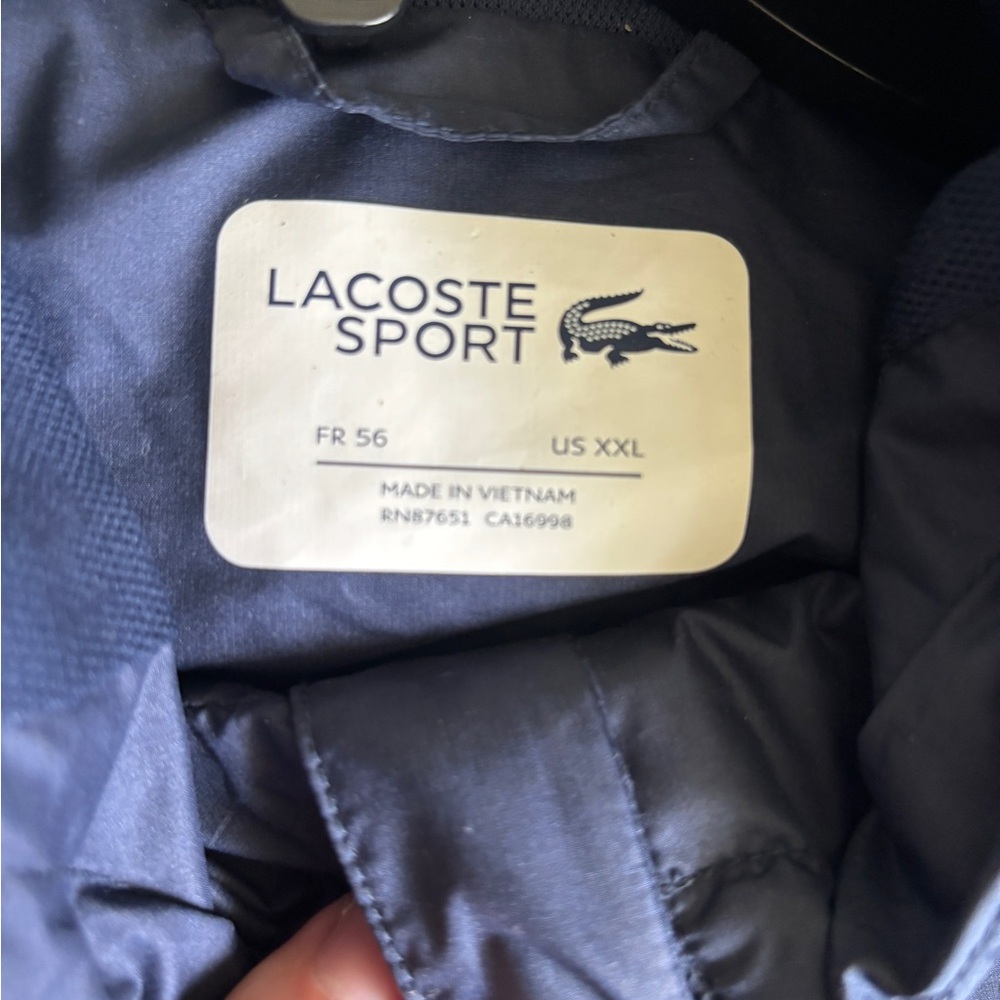 LACOSTE
SPORT
FR 56 US XXL
MADE IN VIETNAM
RN87651 CA16998